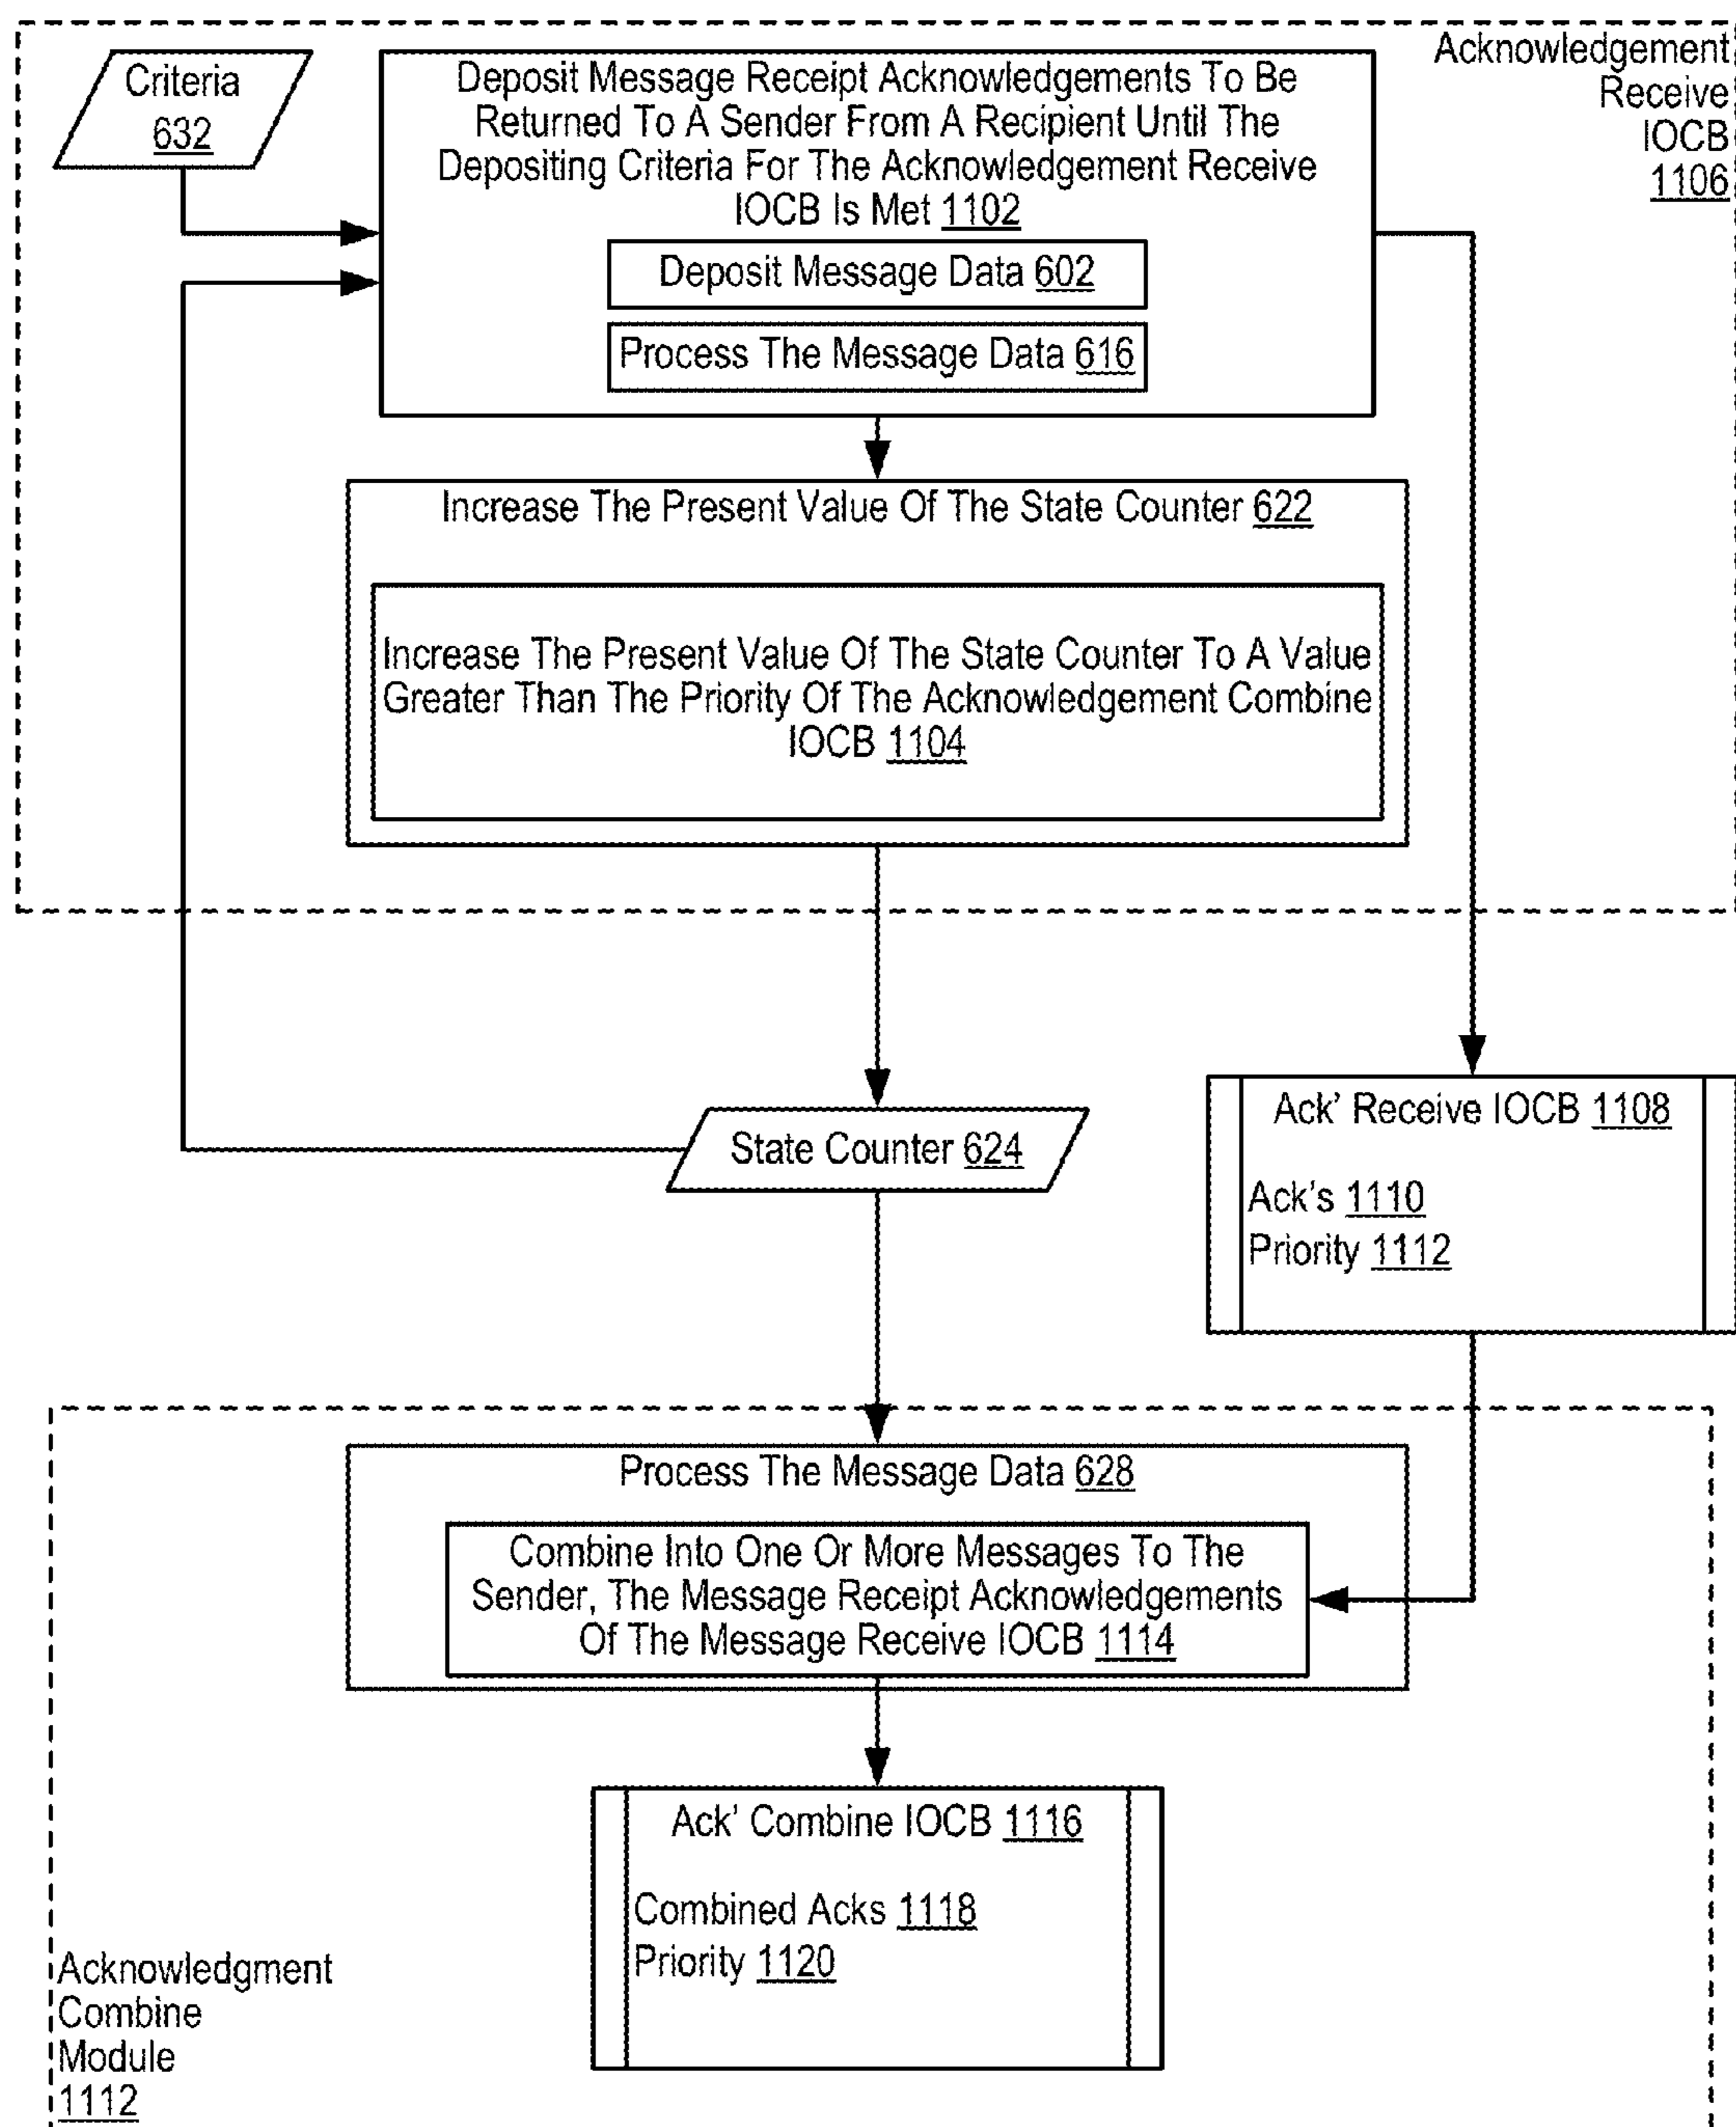 Criteria
632
Deposit Message Receipt Acknowledgements To Be
Returned To A Sender From A Recipient Until The
Depositing Criteria For The Acknowledgement Receive
IOCB Is Met 1102
Deposit Message Data 602
Process The Message Data 616
Acknowledgement
Receive
IOCB
1106
Increase The Present Value Of The State Counter 622
Increase The Present Value Of The State Counter To A Value
Greater Than The Priority Of The Acknowledgement Combine
IOCB 1104
State Counter 624
Ack' Receive IOCB 1108
Ack's 1110
Priority 1112
Process The Message Data 628
Combine Into One Or More Messages To The
Sender, The Message Receipt Acknowledgements
Of The Message Receive IOCB 1114
Ack' Combine IOCB 1116
Combined Acks 1118
Priority 1120
Acknowledgment
Combine
Module
1112